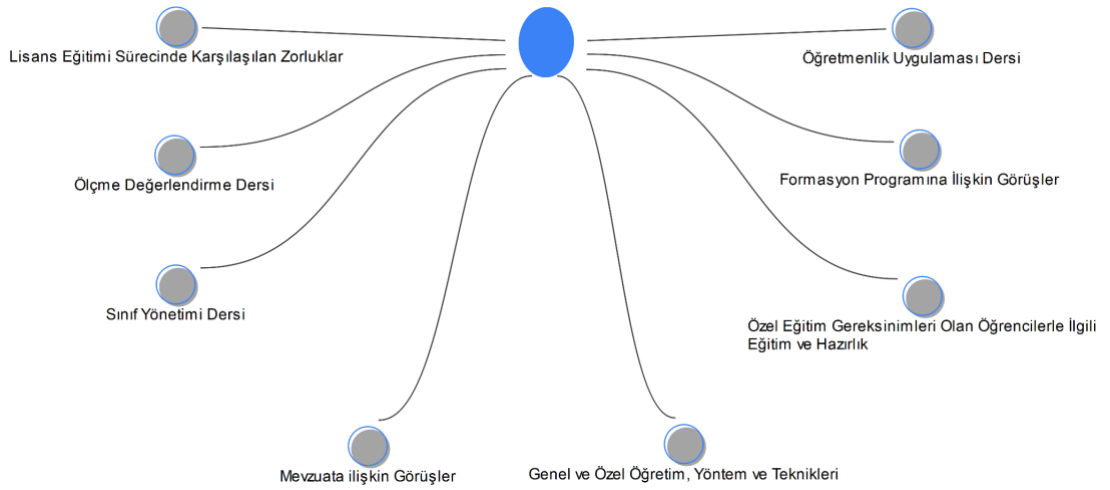 Lisans Eğitimi Sürecinde Karşılaşılan Zorluklar
Öğretmenlik Uygulaması Dersi
Ölçme Değerlendirme Dersi
Formasyon Programına İlişkin Görüşler
Sınıf Yönetimi Dersi
Özel Eğitim Gereksinimleri Olan Öğrencilerle İlgili
Eğitim ve Hazırlık
Mevzuata ilişkin Görüşler
Genel ve Özel Öğretim, Yöntem ve Teknikleri